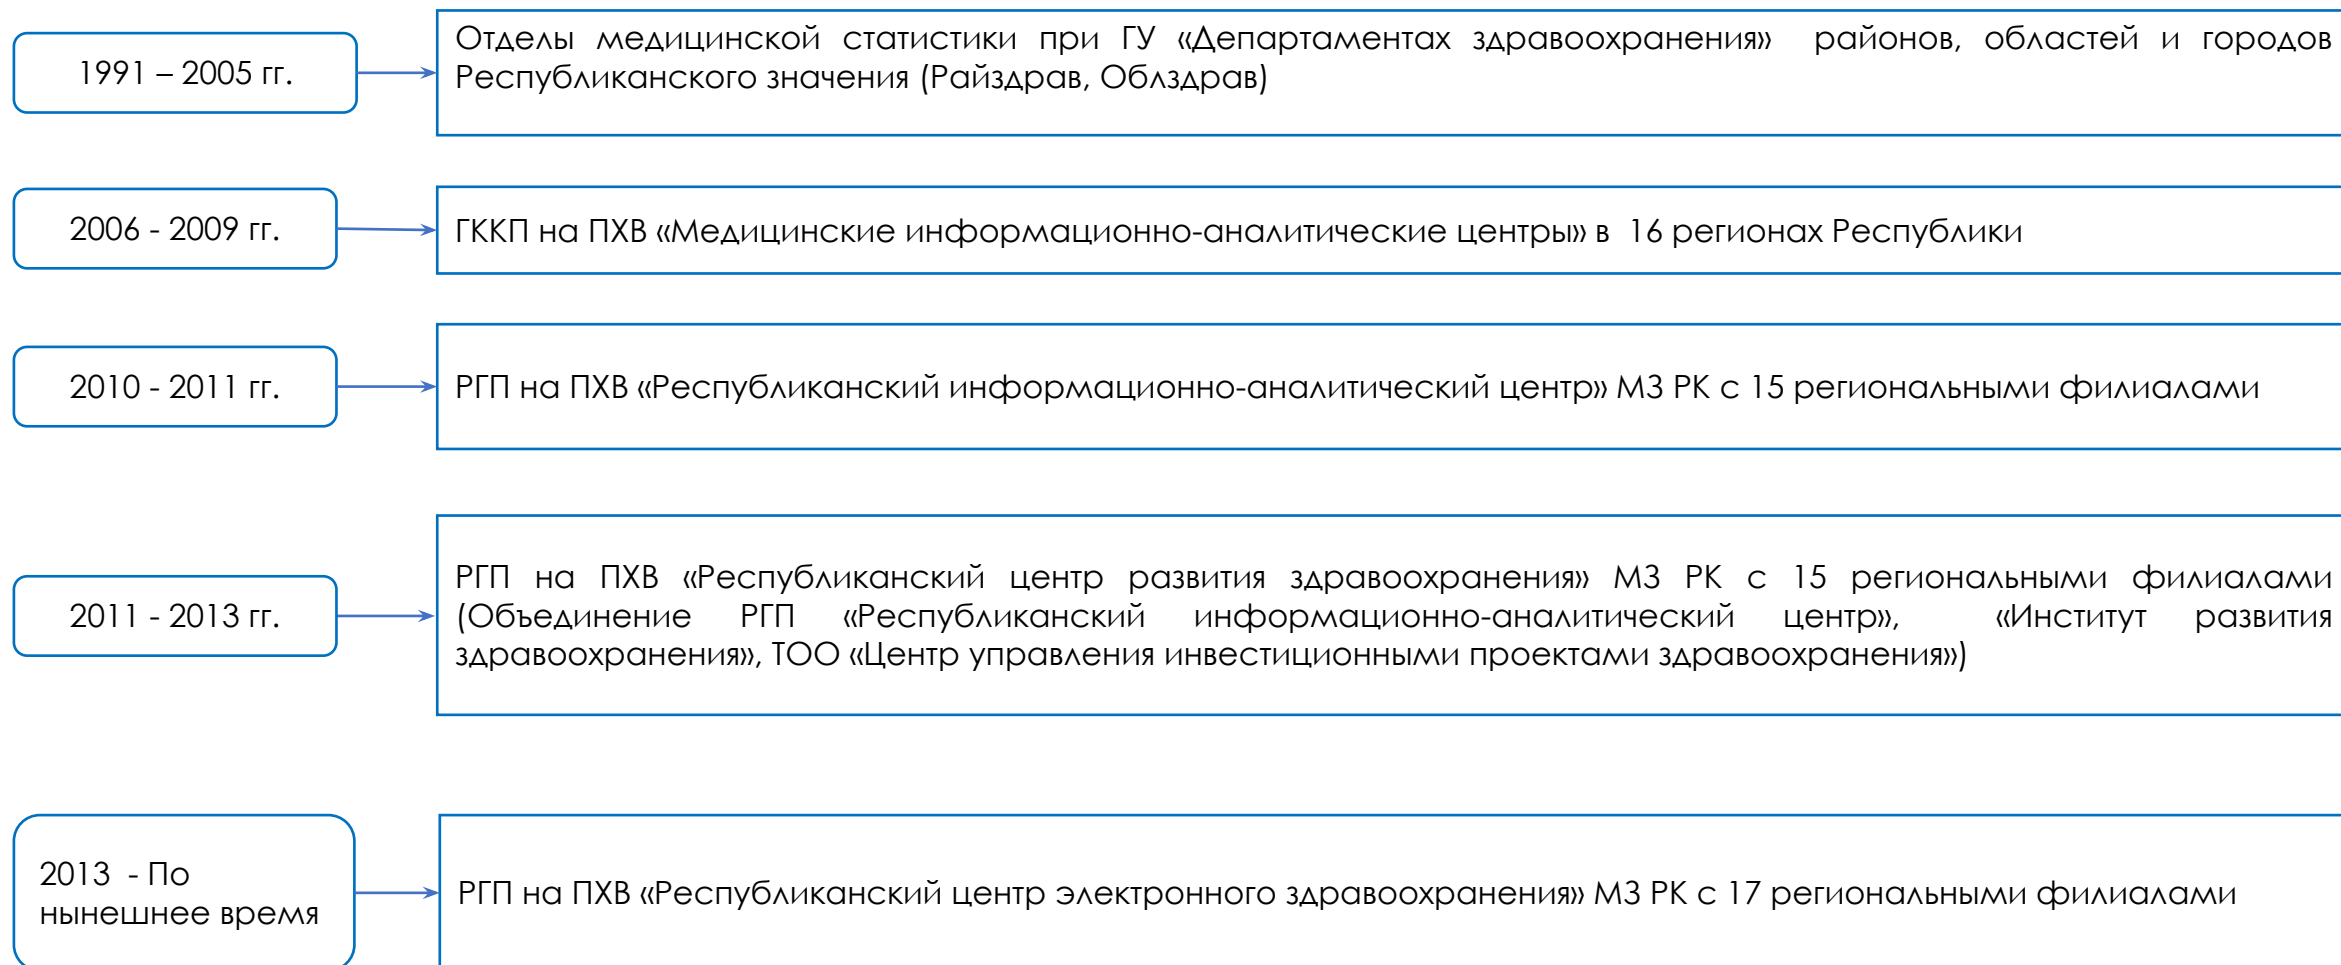 1991 – 2005 гг.
Отделы медицинской статистики при ГУ «Департаментах здравоохранения» районов, областей и городов
Республиканского значения (Райздрав, Облздрав)
2006 - 2009 гг.
ГККП на ПХВ «Медицинские информационно-аналитические центры» в 16 регионах Республики
2010 - 2011 гг.
РГП на ПХВ «Республиканский информационно-аналитический центр» МЗ РК с 15 региональными филиалами
2011 - 2013 гг.
РГП на ПХВ «Республиканский центр развития здравоохранения» МЗ РК с 15 региональными филиалами
(Объединение РГП «Республиканский информационно-аналитический центр», «Институт развития
здравоохранения», ТОО «Центр управления инвестиционными проектами здравоохранения»)
2013 - По
нынешнее время
РГП на ПХВ «Республиканский центр электронного здравоохранения» МЗ РК с 17 региональными филиалами